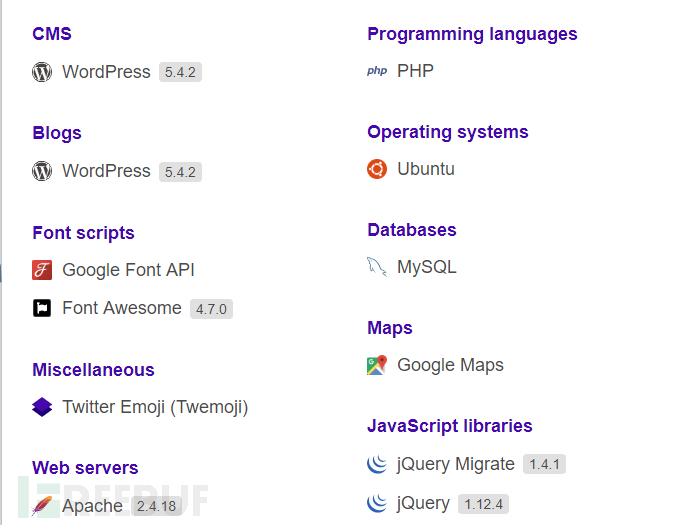 CMS
WordPress 5.4.2
Blogs
WordPress 5.4.2
Font scripts
Google Font API
Font Awesome 4.7.0
Miscellaneous
Twitter Emoji (Twemoji)
Web servers
Apache 2.4.18
Programming languages
php PHP
Operating systems
Ubuntu
Databases
MySQL
Maps
Google Maps
JavaScript libraries
jQuery Migrate 1.4.1
jQuery 1.12.4
FREEBUF